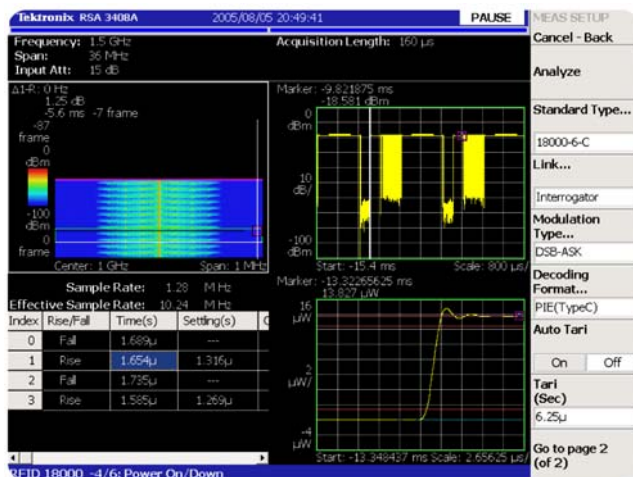 Tektronix RSA 3408A 2005/08/05 20:49:41 PAUSE MEAS SETUP
Frequency: 1.5 GHz
Span: 36 MHz
Input Att: 15 dB
Acquisition Length: 160 µs
Cancel - Back
Δ1-R: 0 Hz
1.25 dB
-5.6 ms -7 frame
-87
frame
0
dBm
-100
dBm
0
frame
Center: 1 GHz Span: 1 MHz
Marker: -9.821875 ms
-18.581 dBm
0
dBm
10
dB/
-100
dBm
Start: -15.4 ms Scale: 800 µs/
Sample Rate: 1.28 MHz
Effective Sample Rate: 10.24 MHz
Index Rise/Fall Time(s) Settling(s)
0 Fall 1.689µ ---
1 Rise 1.654µ 1.316µ
2 Fall 1.735µ ---
3 Rise 1.585µ 1.269µ
Marker: -13.32265625 ms
13.827 µW
16
µW
2
µW/
-4
µW
Start: -13.348437 ms Scale: 2.65625 µs/
Analyze
Standard Type...
18000-6-C
Link...
Interrogator
Modulation
Type...
DSB-ASK
Decoding
Format...
PIE(TypeC)
Auto Tari
On Off
Tari
(Sec)
6.25µ
Go to page 2
(of 2)
RFID 18000 -4/6: Power On/Down